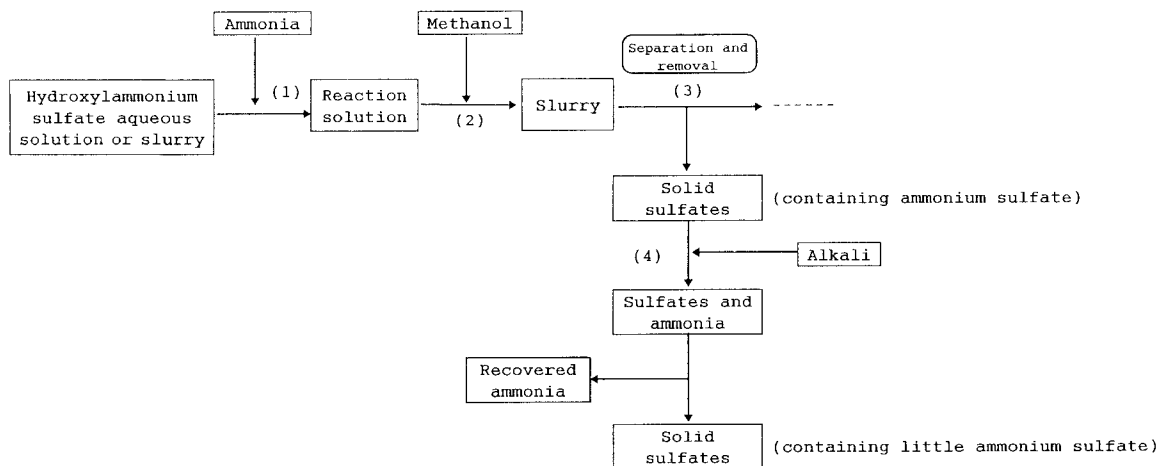 Ammonia
Methanol
Separation and
removal
Hydroxylammonium
sulfate aqueous
solution or slurry
(1)
Reaction
solution
(2)
Slurry
(3)
Solid
sulfates
(containing ammonium sulfate)
(4)
Alkali
Sulfates and
ammonia
Recovered
ammonia
Solid
sulfates
(containing little ammonium sulfate)